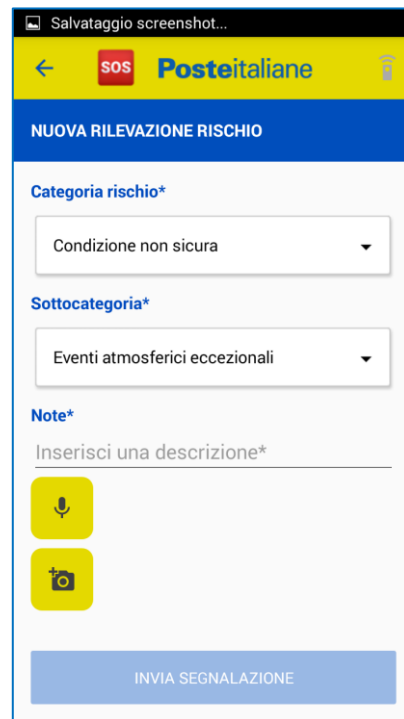 Salvataggio screenshot...
SOS Posteitaliane
NUOVA RILEVAZIONE RISCHIO
Categoria rischio*
Condizione non sicura
Sottocategoria*
Eventi atmosferici eccezionali
Note*
Inserisci una descrizione*
INVIA SEGNALAZIONE